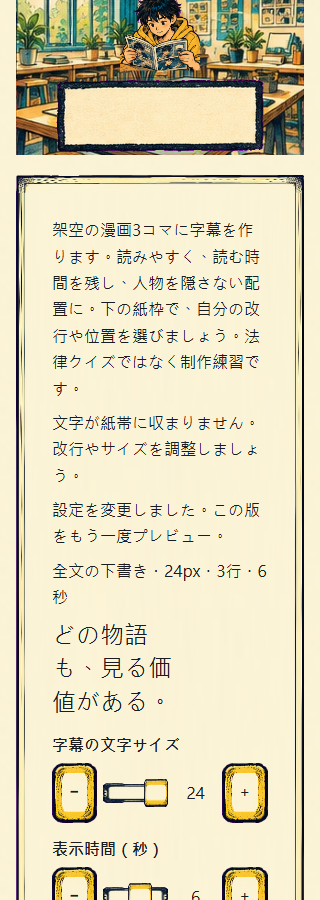 架空の漫画3コマに字幕を作
ります。読みやすく、読む時
間を残し、人物を隠さない配
置に。下の紙枠で、自分の改
行や位置を選びましょう。法
律クイズではなく制作練習で
す。
文字が紙帯に収まりません。
改行やサイズを調整しましょ
う。
設定を変更しました。この版
をもう一度プレビュー。
全文の下書き・24px・3行・6
秒
どの物語
も、見る価
値がある。
字幕の文字サイズ
− 24 +
表示時間(秒)
− 6 +